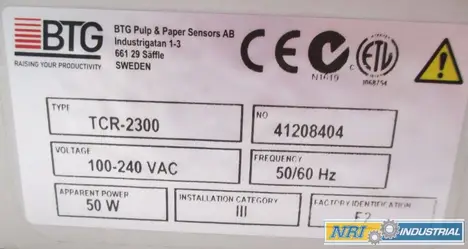 BTG
RAISING YOUR PRODUCTIVITY
BTG Pulp & Paper Sensors AB
Industrigatan 1-3
661 29 Säffle
SWEDEN
CE
N1419
ETL
TYPE
TCR-2300
NO
41208404
VOLTAGE
100-240 VAC
FREQUENCY
50/60 Hz
APPARENT POWER
50 W
INSTALLATION CATEGORY
III
FACTORY IDENTIFICATION
F2
NRI INDUSTRIAL